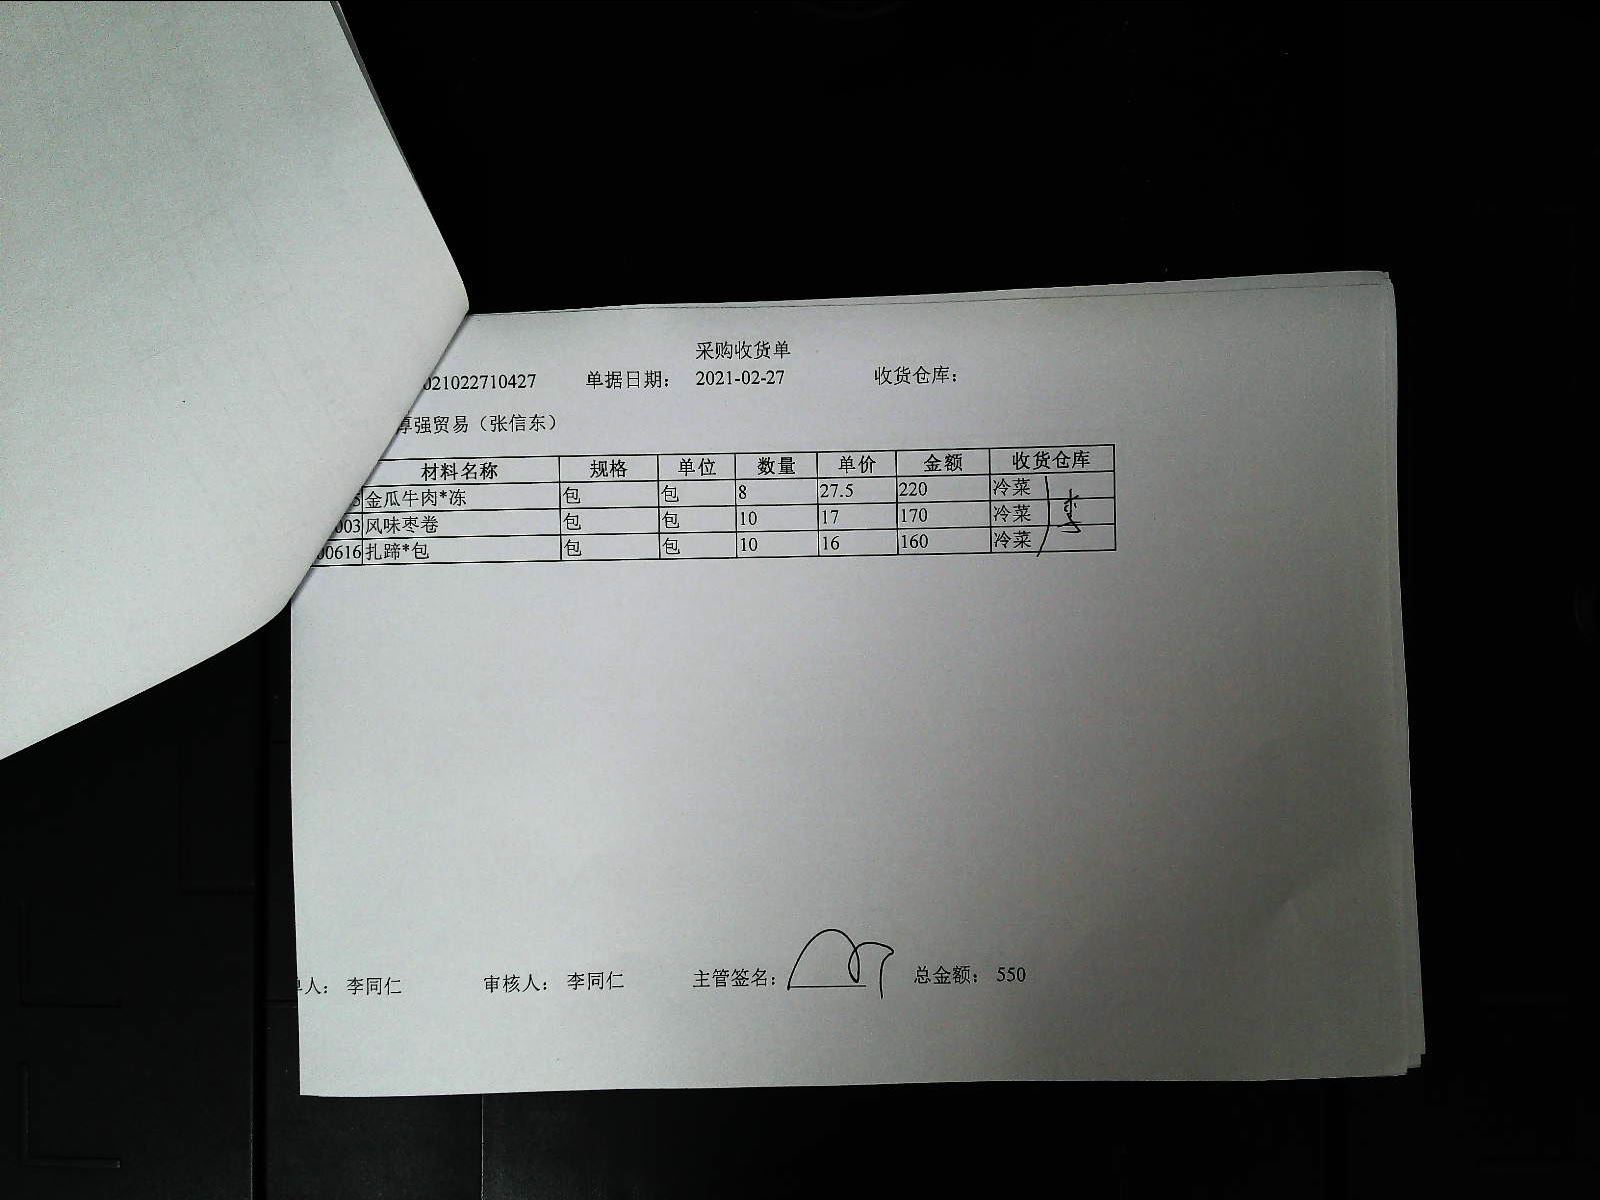 采购收货单
021022710427 单据日期： 2021-02-27 收货仓库：
强贸易（张信东）
材料名称 规格 单位 数量 单价 金额 收货仓库
5 金瓜牛肉*冻 包 包 8 27.5 220 冷菜
003 风味枣卷 包 包 10 17 170 冷菜
00616 扎蹄*包 包 包 10 16 160 冷菜
人： 李同仁 审核人： 李同仁 主管签名： 总金额： 550